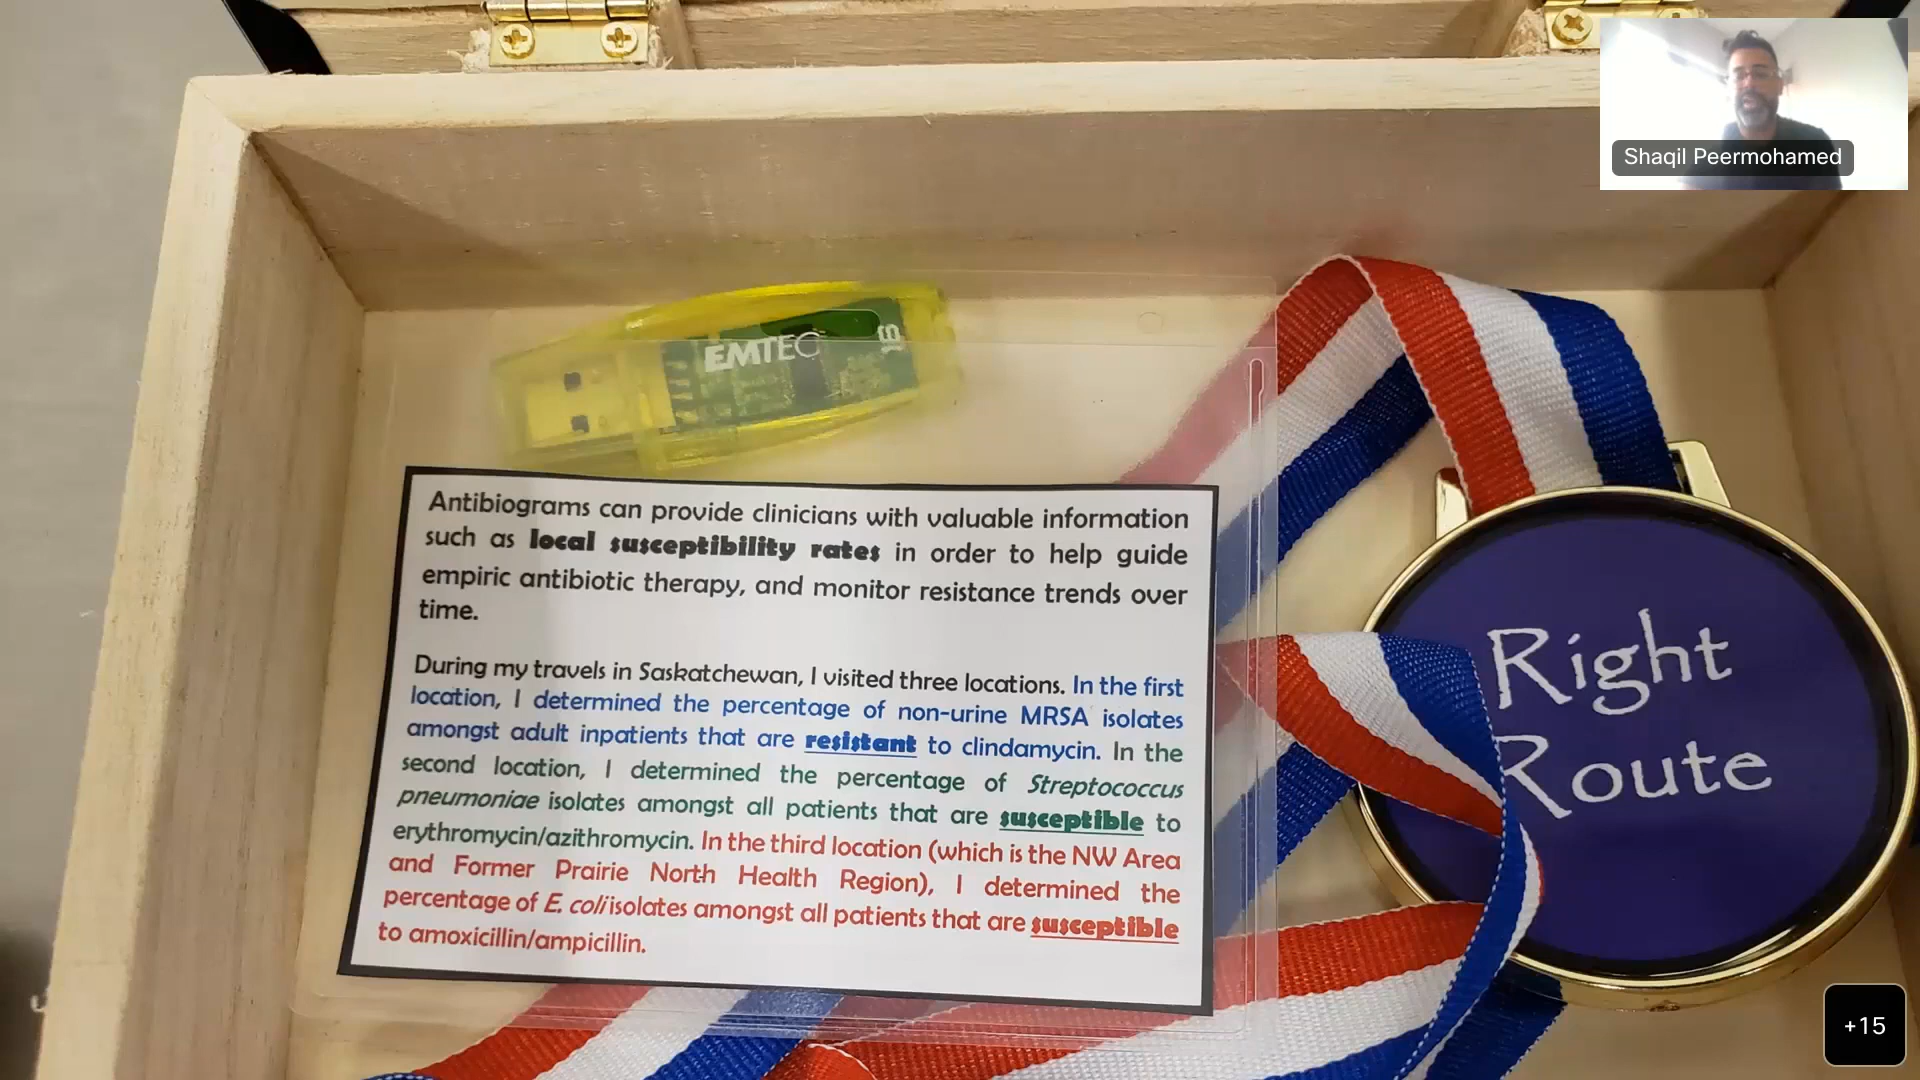 Shaqil Peermohamed
EMTEC
16
Antibiograms can provide clinicians with valuable information
such as local susceptibility rates in order to help guide
empiric antibiotic therapy, and monitor resistance trends over
time.
During my travels in Saskatchewan, I visited three locations. In the first
location, I determined the percentage of non-urine MRSA isolates
amongst adult inpatients that are resistant to clindamycin. In the
second location, I determined the percentage of Streptococcus
pneumoniae isolates amongst all patients that are susceptible to
erythromycin/azithromycin. In the third location (which is the NW Area
and Former Prairie North Health Region), I determined the
percentage of E. coli isolates amongst all patients that are susceptible
to amoxicillin/ampicillin.
Right
Route
+15